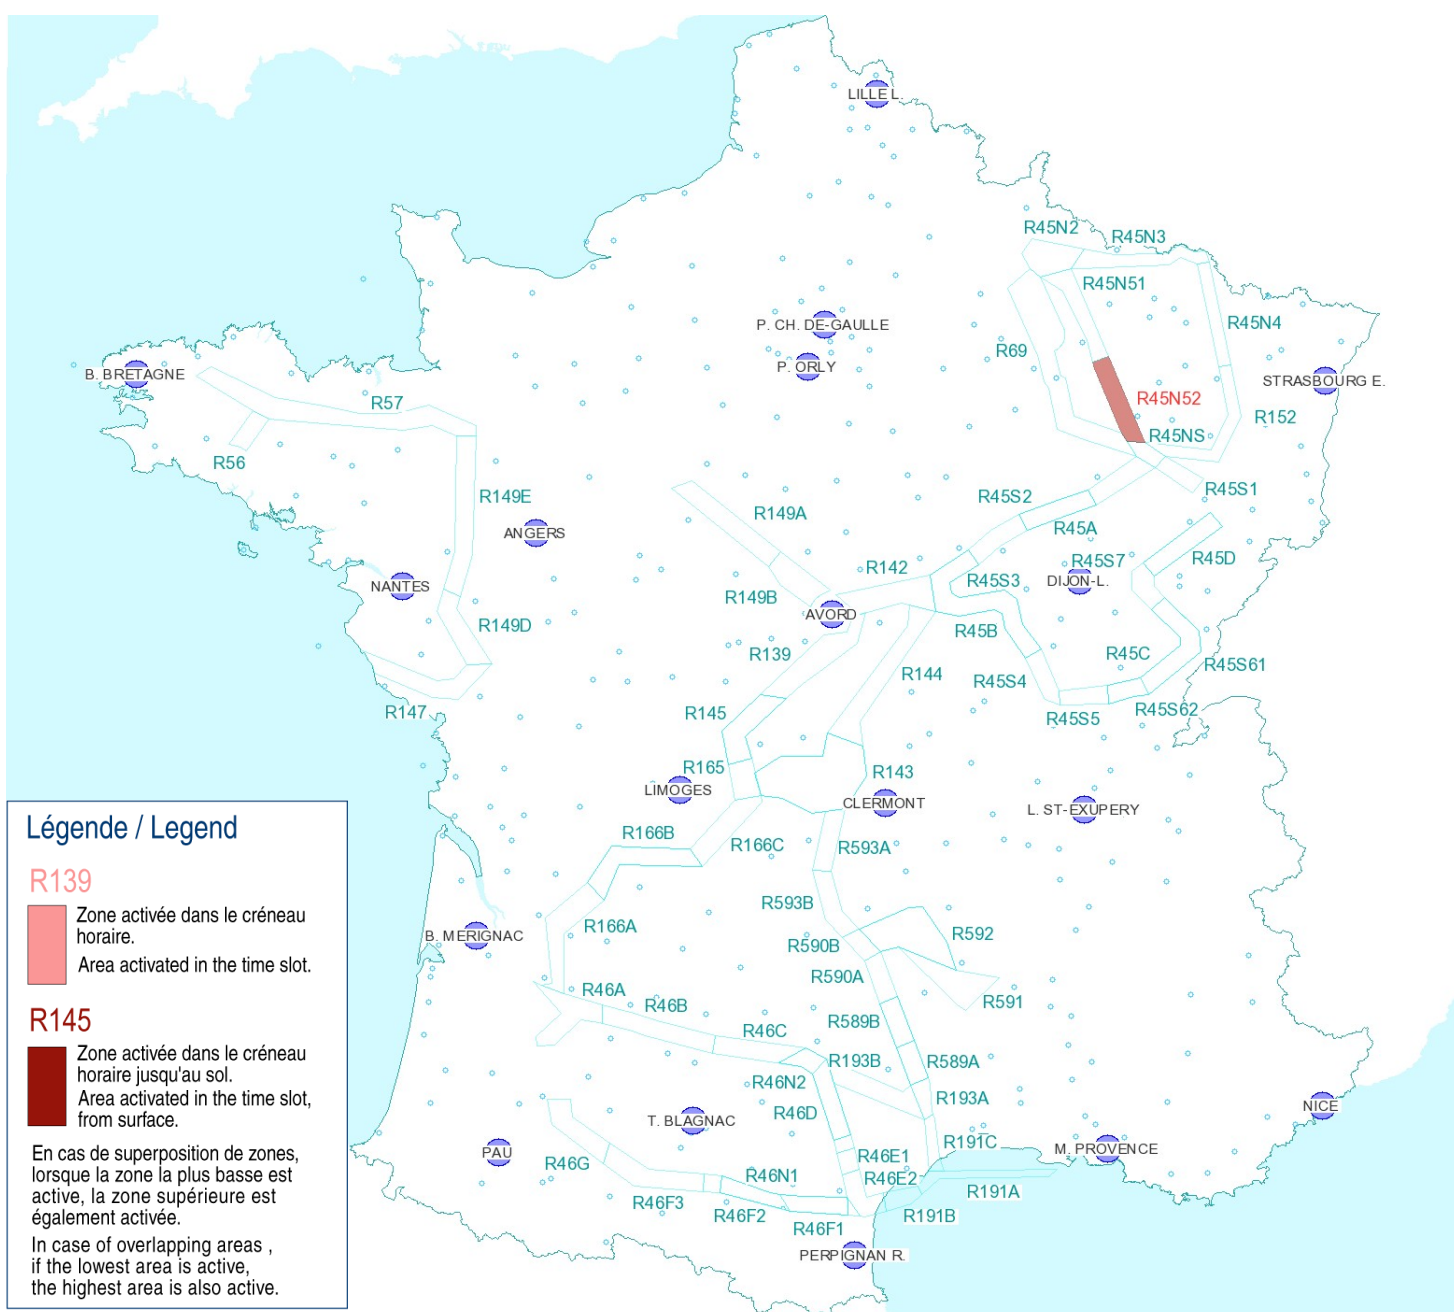 LILLE L.
R45N2
R45N3
R45N51
P. CH. DE-GAULLE
R45N4
R69
P. ORLY
B. BRETAGNE
STRASBOURG E.
R57
R45N52
R152
R45NS
R56
R149E
R45S2
R45S1
R149A
R45A
ANGERS
R45S7
R45D
R142
R45S3
DIJON-L.
NANTES
R149B
AVORD
R149D
R45B
R139
R45C
R45S61
R144
R45S4
R147
R145
R45S5
R45S62
R165
R143
LIMOGES
CLERMONT
L. ST-EXUPERY
R166B
R166C
R593A
R593B
R166A
B. MERIGNAC
R590B
R592
R590A
R46A
R46B
R591
R46C
R589B
R193B
R589A
R46N2
R193A
R46D
T. BLAGNAC
NICE
R191C
M. PROVENCE
PAU
R46G
R46E1
R46N1
R46E2
R191A
R46F3
R46F2
R46F1
R191B
PERPIGNAN R.
Légende / Legend
R139
Zone activée dans le créneau
horaire.
Area activated in the time slot.
R145
Zone activée dans le créneau
horaire jusqu'au sol.
Area activated in the time slot,
from surface.
En cas de superposition de zones,
lorsque la zone la plus basse est
active, la zone supérieure est
également activée.
In case of overlapping areas ,
if the lowest area is active,
the highest area is also active.